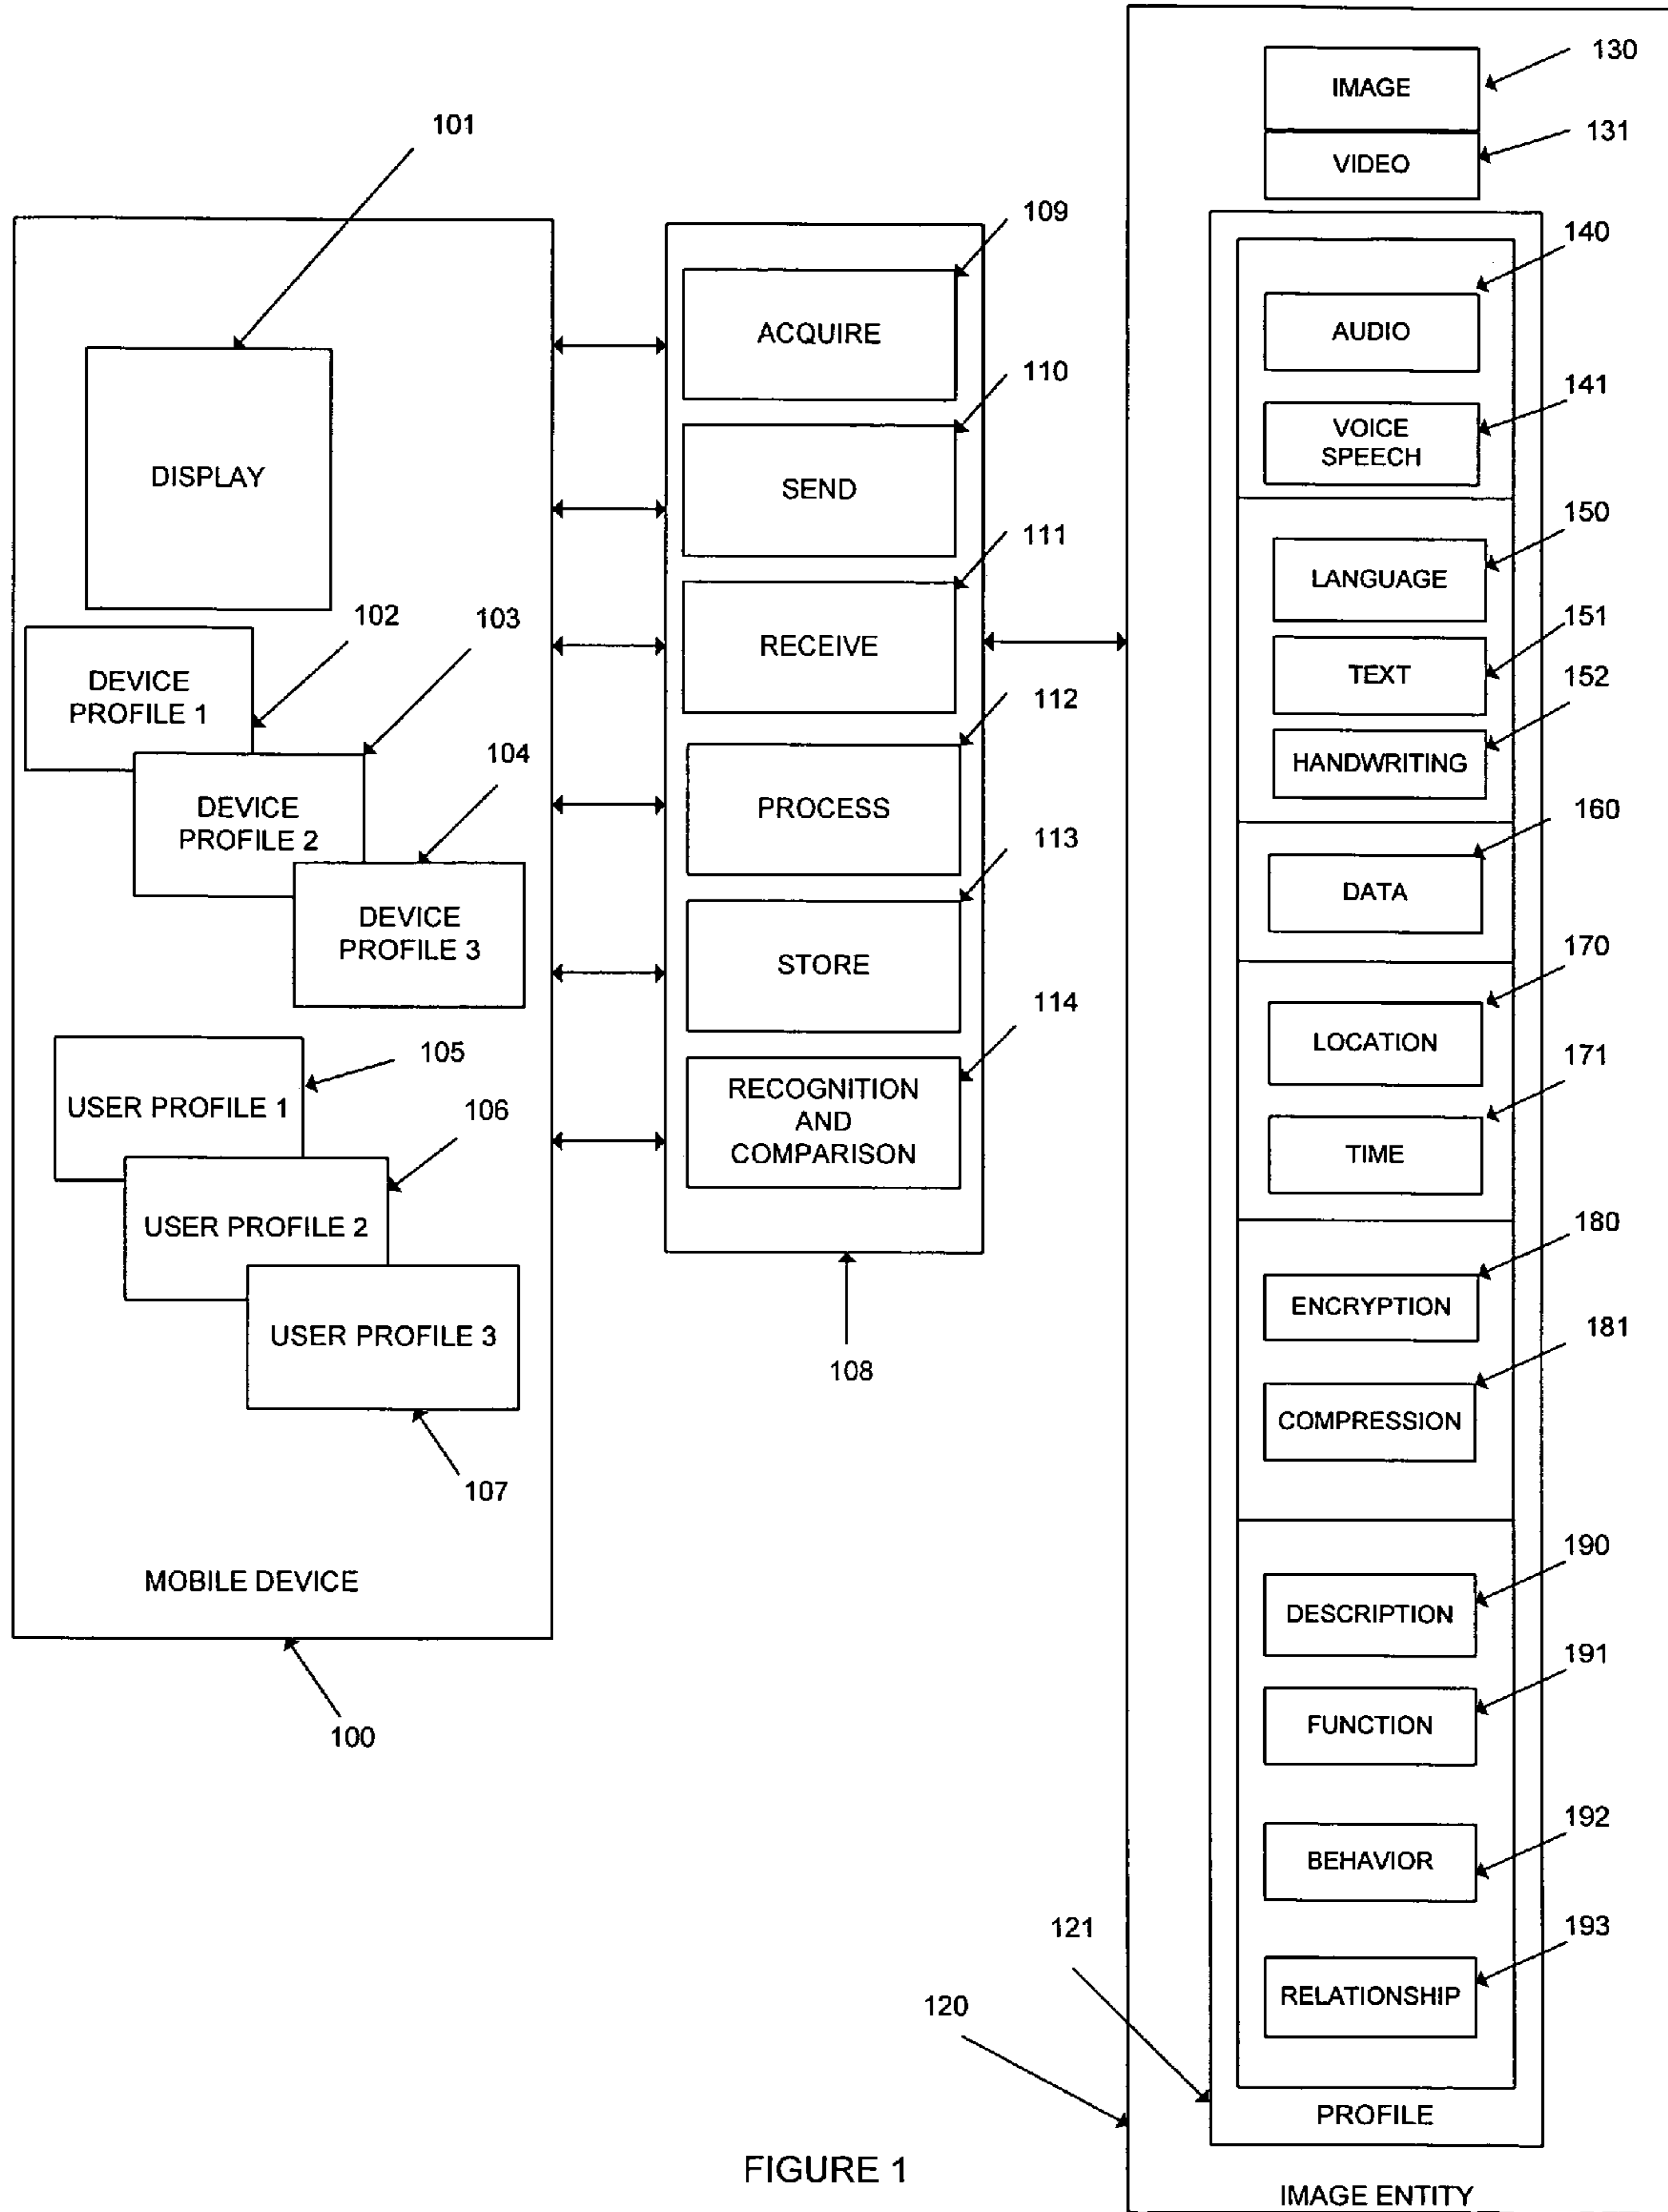 101
DISPLAY
102
103
DEVICE
PROFILE 1
104
DEVICE
PROFILE 2
DEVICE
PROFILE 3
105
USER PROFILE 1
106
USER PROFILE 2
USER PROFILE 3
107
MOBILE DEVICE
100
109
ACQUIRE
110
SEND
111
RECEIVE
112
PROCESS
113
STORE
114
RECOGNITION
AND
COMPARISON
108
130
IMAGE
131
VIDEO
140
AUDIO
141
VOICE
SPEECH
150
LANGUAGE
151
TEXT
152
HANDWRITING
160
DATA
170
LOCATION
171
TIME
180
ENCRYPTION
181
COMPRESSION
190
DESCRIPTION
191
FUNCTION
192
BEHAVIOR
193
RELATIONSHIP
121
120
PROFILE
IMAGE ENTITY
FIGURE 1